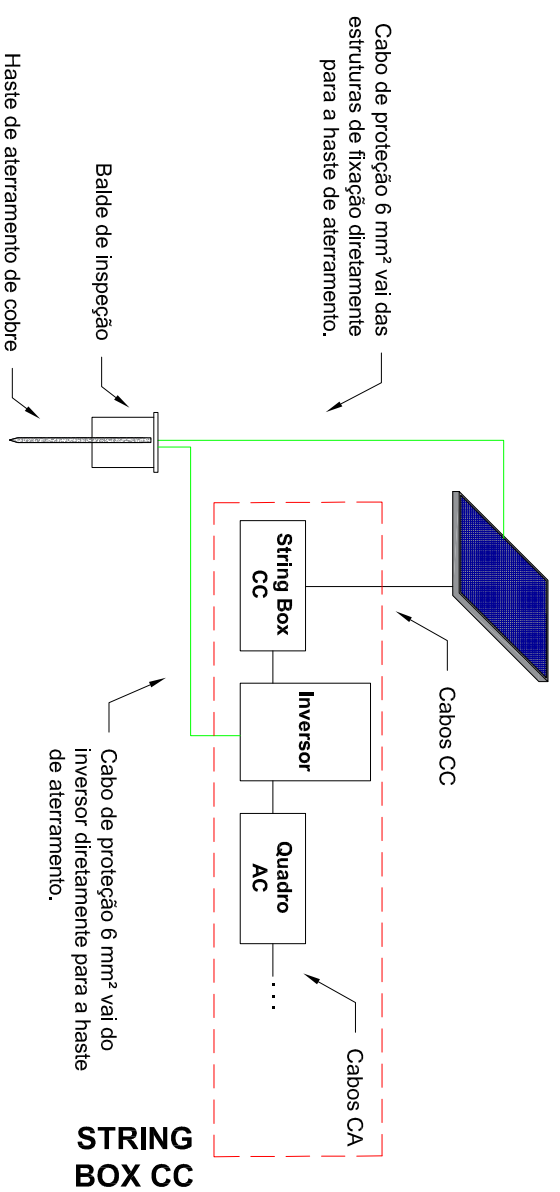 Cabo de proteção 6 mm² vai das
estruturas de fixação diretamente
para a haste de aterramento.
Balde de inspeção
Haste de aterramento de cobre
Cabos CC
String Box
CC
Inversor
Quadro
AC
Cabos CA
Cabo de proteção 6 mm² vai do
inversor diretamente para a haste
de aterramento.
STRING
BOX CC